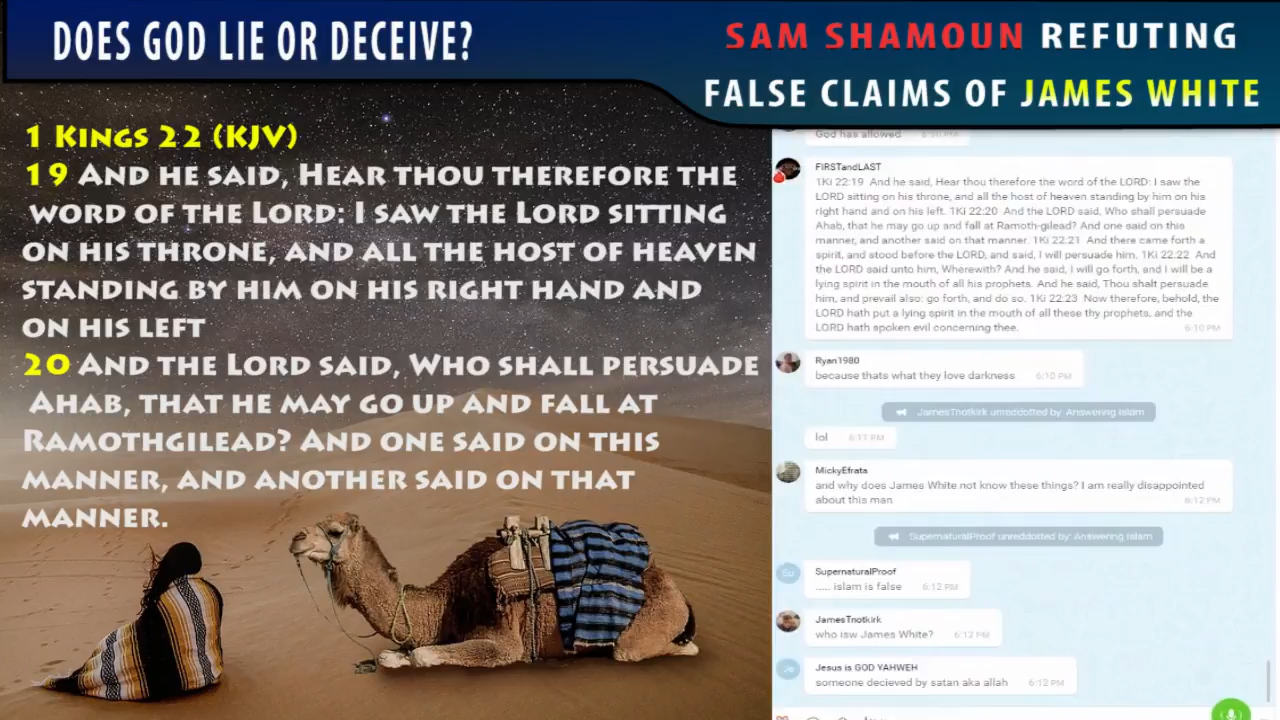 DOES GOD LIE OR DECEIVE?
SAM SHAMOUN REFUTING
FALSE CLAIMS OF JAMES WHITE
1 KINGS 22 (KJV)
19 AND HE SAID, HEAR THOU THEREFORE THE
WORD OF THE LORD: I SAW THE LORD SITTING
ON HIS THRONE, AND ALL THE HOST OF HEAVEN
STANDING BY HIM ON HIS RIGHT HAND AND
ON HIS LEFT
20 AND THE LORD SAID, WHO SHALL PERSUADE
AHAB, THAT HE MAY GO UP AND FALL AT
RAMOTHGILEAD? AND ONE SAID ON THIS
MANNER, AND ANOTHER SAID ON THAT
MANNER.
God has allowed
FIRSTandLAST
1Ki 22:19 And he said, Hear thou therefore the word of the LORD: I saw the
LORD sitting on his throne, and all the host of heaven standing by him on his
right hand and on his left. 1Ki 22:20 And the LORD said, Who shall persuade
Ahab, that he may go up and fall at Ramoth-gilead? And one said on this
manner, and another said on that manner. 1Ki 22:21 And there came forth a
spirit, and stood before the LORD, and said, I will persuade him. 1Ki 22:22 And
the LORD said unto him, Wherewith? And he said, I will go forth, and I will be a
lying spirit in the mouth of all his prophets. And he said, Thou shalt persuade
him, and prevail also: go forth, and do so. 1Ki 22:23 Now therefore, behold, the
LORD hath put a lying spirit in the mouth of all these thy prophets, and the
LORD hath spoken evil concerning thee. 6:10 PM
Ryan1980
because thats what they love darkness 6:10 PM
JamesTnotkirk unreddotted by: Answering Islam
lol 6:11 PM
MickyEfrata
and why does James White not know these things? I am really disappointed
about this man 6:12 PM
SupernaturalProof unreddotted by: Answering Islam
Su SupernaturalProof
..... islam is false 6:12 PM
JamesTnotkirk
who isw James White? 6:12 PM
Je Jesus is GOD YAHWEH
someone decieved by satan aka allah 6:12 PM